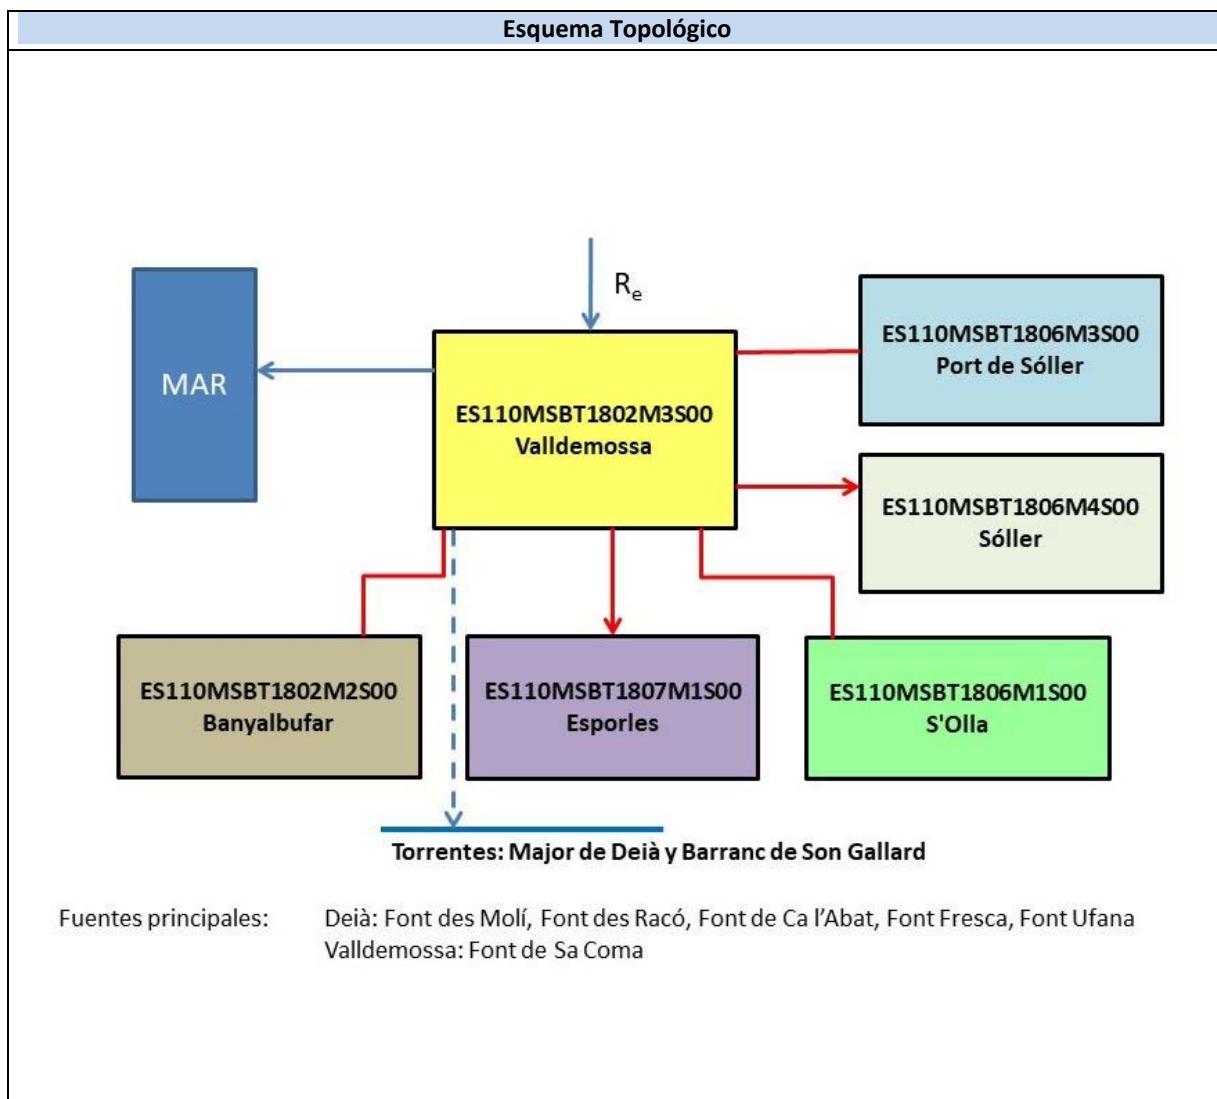 Esquema Topológico
Rₑ
MAR
ES110MSBT1806M3S00
Port de Sóller
ES110MSBT1802M3S00
Valldemossa
ES110MSBT1806M4S00
Sóller
ES110MSBT1802M2S00
Banyalbufar
ES110MSBT1807M1S00
Esporles
ES110MSBT1806M1S00
S'Olla
Torrentes: Major de Deià y Barranc de Son Gallard
Fuentes principales: Deià: Font des Molí, Font des Racó, Font de Ca l’Abat, Font Fresca, Font Ufana
Valldemossa: Font de Sa Coma